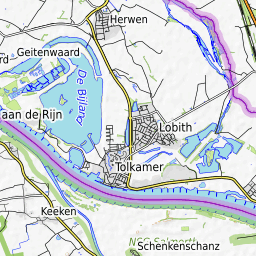 Herwen
Geitenwaard
De Bijland
aan de Rijn
Lobith
Tolkamer
Keeken
Schenkenschanz